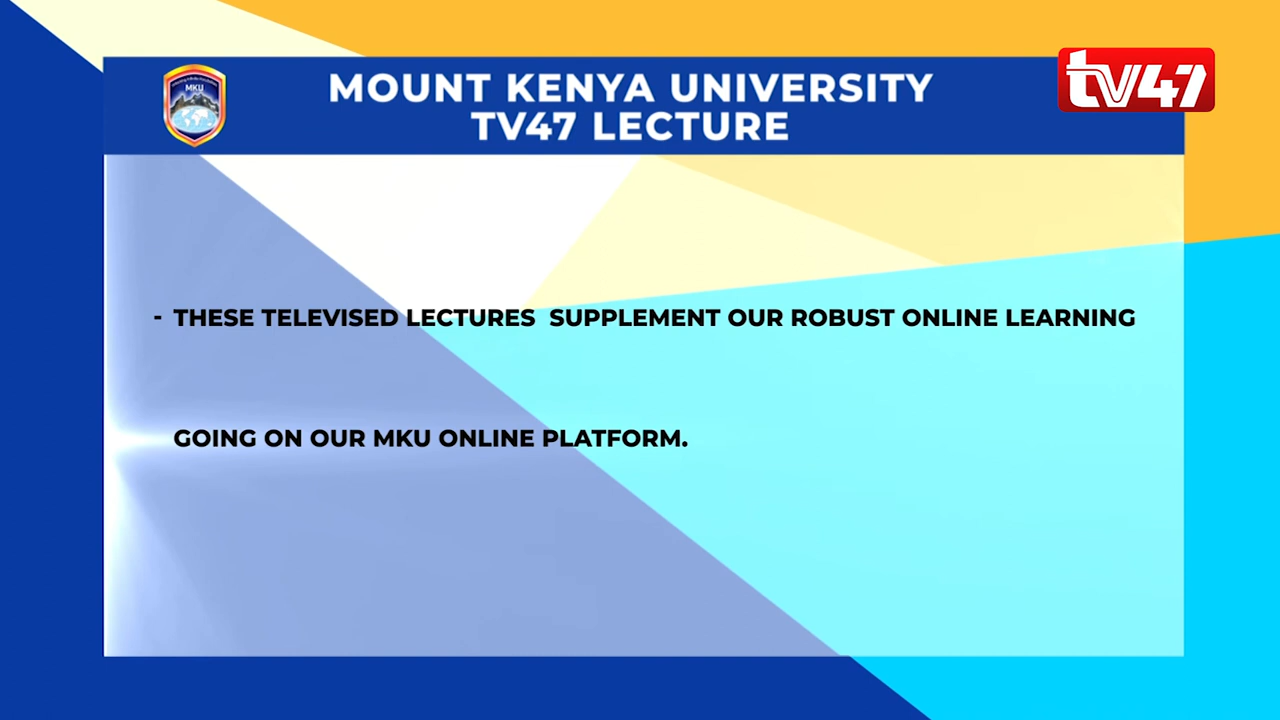 MOUNT KENYA UNIVERSITY
TV47 LECTURE
tv47
MKU
- THESE TELEVISED LECTURES SUPPLEMENT OUR ROBUST ONLINE LEARNING
GOING ON OUR MKU ONLINE PLATFORM.